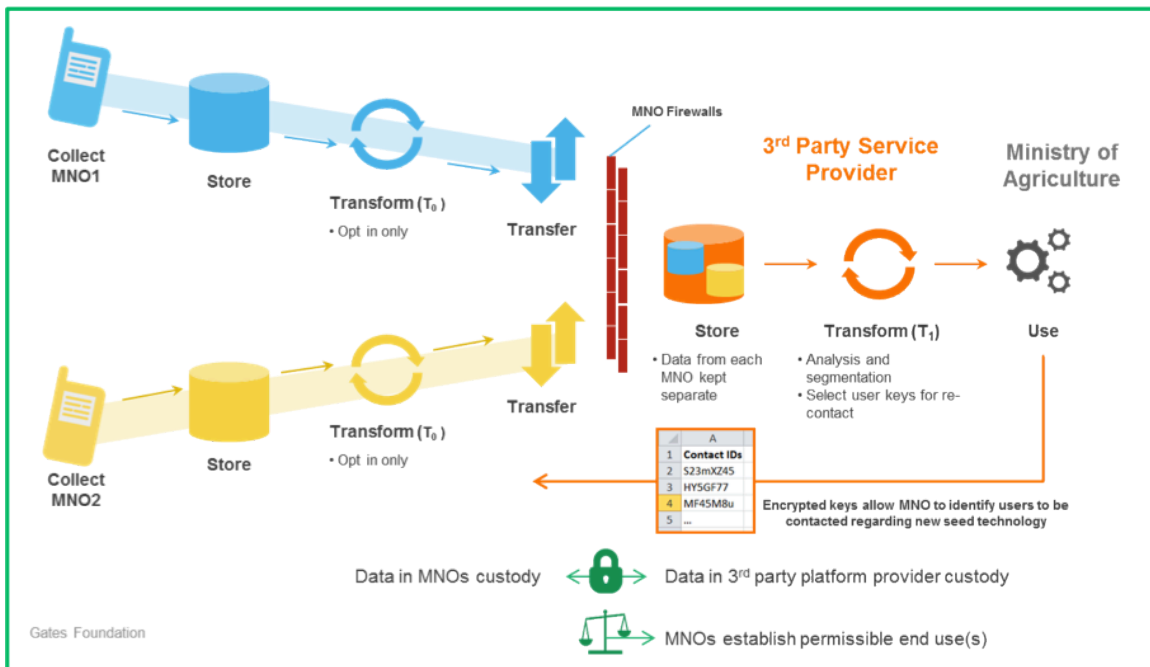 Collect
MNO1
Store
Transform (T₀ )
• Opt in only
Transfer
MNO Firewalls
3rd Party Service
Provider
Ministry of
Agriculture
Store
• Data from each
MNO kept
separate
Transform (T₁)
• Analysis and
segmentation
• Select user keys for re-
contact
Use
Collect
MNO2
Store
Transform (T₀ )
• Opt in only
Transfer
A
1 Contact IDs
2 S23mXZ45
3 HY5GF77
4 MF45M8u
5 ...
Encrypted keys allow MNO to identify users to be
contacted regarding new seed technology
Data in MNOs custody
Data in 3rd party platform provider custody
MNOs establish permissible end use(s)
Gates Foundation